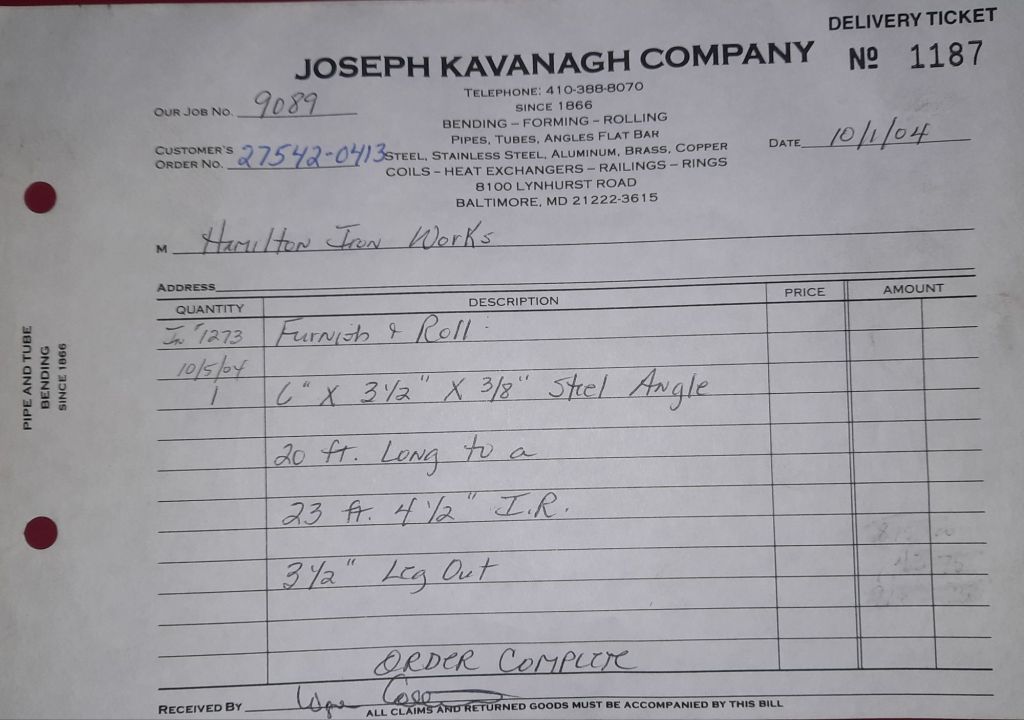 DELIVERY TICKET
JOSEPH KAVANAGH COMPANY
Nº 1187
TELEPHONE: 410-388-8070
SINCE 1866
OUR JOB NO. 9089
BENDING – FORMING – ROLLING
PIPES, TUBES, ANGLES FLAT BAR
DATE 10/1/04
CUSTOMER'S ORDER NO. 27542-0413
STEEL, STAINLESS STEEL, ALUMINUM, BRASS, COPPER
COILS – HEAT EXCHANGERS – RAILINGS – RINGS
8100 LYNHURST ROAD
BALTIMORE, MD 21222-3615
M Hamilton Iron Works
ADDRESS
QUANTITY DESCRIPTION PRICE AMOUNT
In #1273 Furnish & Roll
10/5/04
1 6" X 3 1/2" X 3/8" Steel Angle
20 ft. Long to a
23 ft. 4 1/2" I.R.
3 1/2" Leg Out
ORDER COMPLETE
RECEIVED BY
ALL CLAIMS AND RETURNED GOODS MUST BE ACCOMPANIED BY THIS BILL
PIPE AND TUBE
BENDING
SINCE 1866